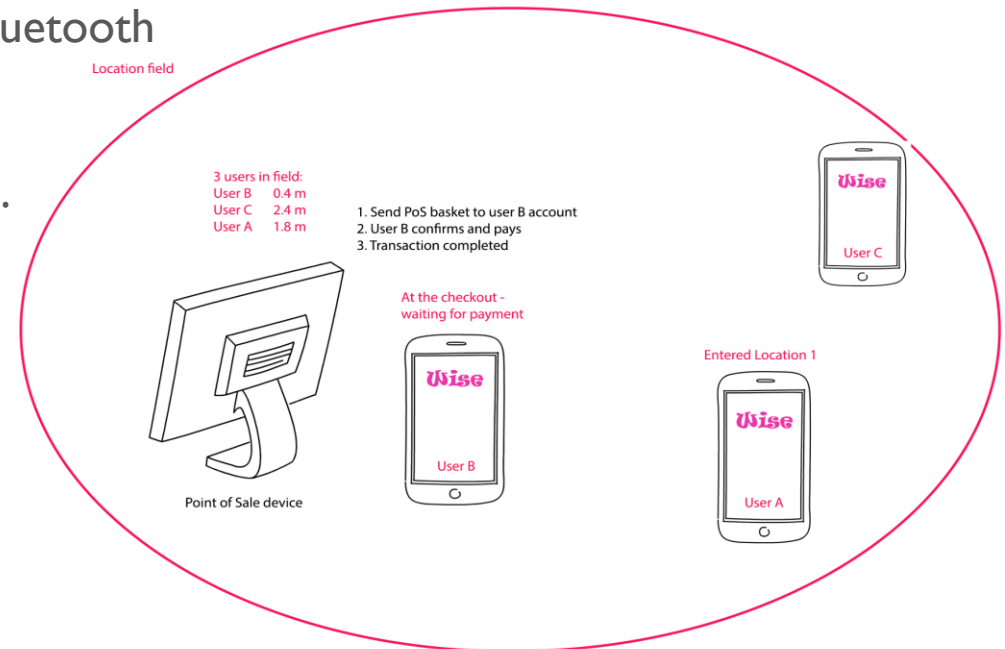 uetooth
Location field
.
3 users in field:
User B 0.4 m
User C 2.4 m
User A 1.8 m
1. Send PoS basket to user B account
2. User B confirms and pays
3. Transaction completed
Wise
User C
At the checkout -
waiting for payment
Entered Location 1
Wise
User B
Wise
User A
Point of Sale device